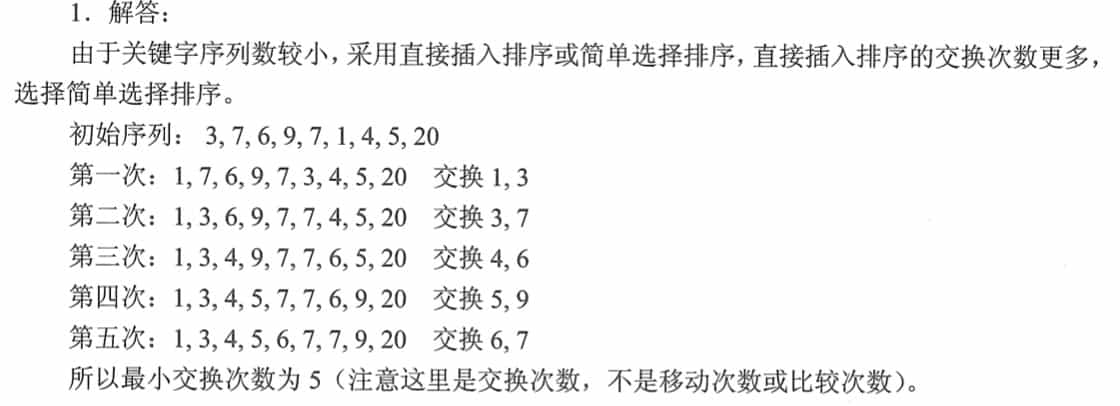 1. 解答：
由于关键字序列数较小，采用直接插入排序或简单选择排序，直接插入排序的交换次数更多，
选择简单选择排序。
初始序列： 3, 7, 6, 9, 7, 1, 4, 5, 20
第一次：1, 7, 6, 9, 7, 3, 4, 5, 20 交换 1, 3
第二次：1, 3, 6, 9, 7, 7, 4, 5, 20 交换 3, 7
第三次：1, 3, 4, 9, 7, 7, 6, 5, 20 交换 4, 6
第四次：1, 3, 4, 5, 7, 7, 6, 9, 20 交换 5, 9
第五次：1, 3, 4, 5, 6, 7, 7, 9, 20 交换 6, 7
所以最小交换次数为 5（注意这里是交换次数，不是移动次数或比较次数）。